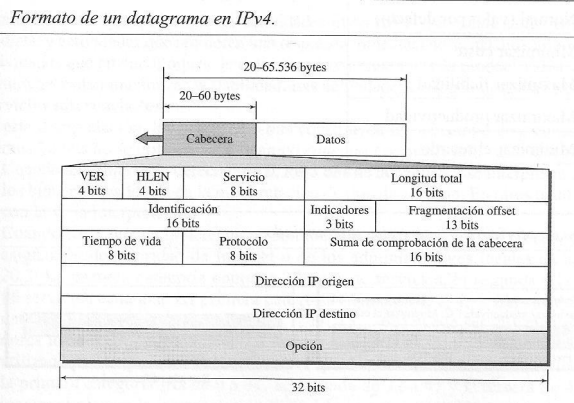 Formato de un datagrama en IPv4.
20–65.536 bytes
20–60 bytes
Cabecera
Datos
VER
4 bits
HLEN
4 bits
Servicio
8 bits
Longitud total
16 bits
Identificación
16 bits
Indicadores
3 bits
Fragmentación offset
13 bits
Tiempo de vida
8 bits
Protocolo
8 bits
Suma de comprobación de la cabecera
16 bits
Dirección IP origen
Dirección IP destino
Opción
32 bits